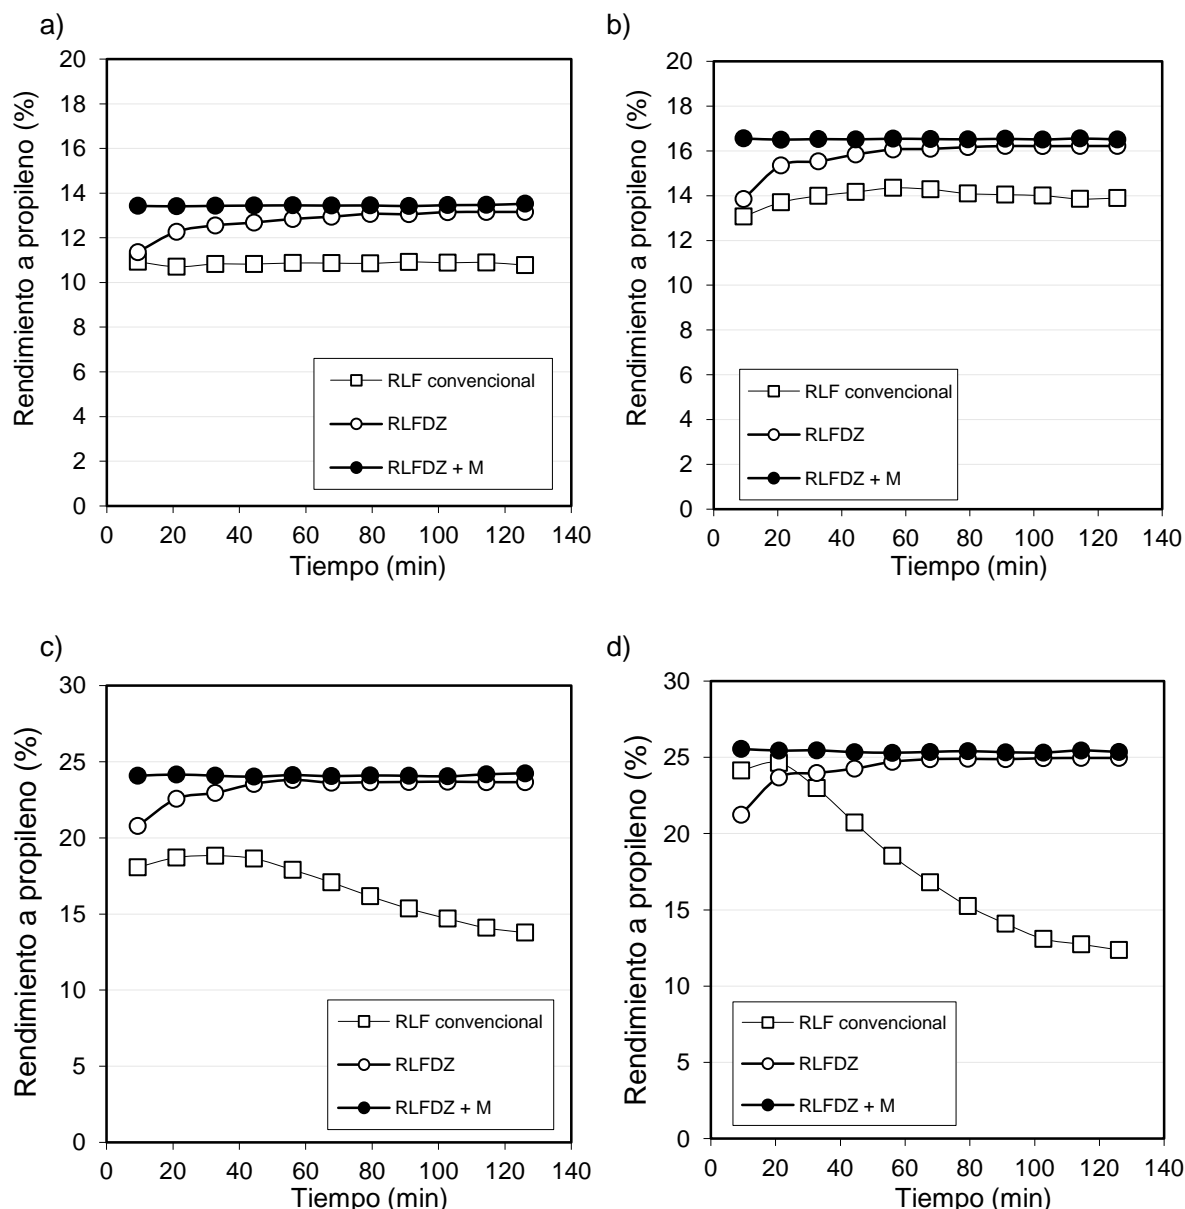 a)
Rendimiento a propileno (%)
20
18
16
14
12
10
8
6
4
2
0
RLF convencional
RLFDZ
RLFDZ + M
0 20 40 60 80 100 120 140
Tiempo (min)
b)
Rendimiento a propileno (%)
20
18
16
14
12
10
8
6
4
2
0
RLF convencional
RLFDZ
RLFDZ + M
0 20 40 60 80 100 120 140
Tiempo (min)
c)
Rendimiento a propileno (%)
30
25
20
15
10
5
0
RLF convencional
RLFDZ
RLFDZ + M
0 20 40 60 80 100 120 140
Tiempo (min)
d)
Rendimiento a propileno (%)
30
25
20
15
10
5
0
RLF convencional
RLFDZ
RLFDZ + M
0 20 40 60 80 100 120 140
Tiempo (min)